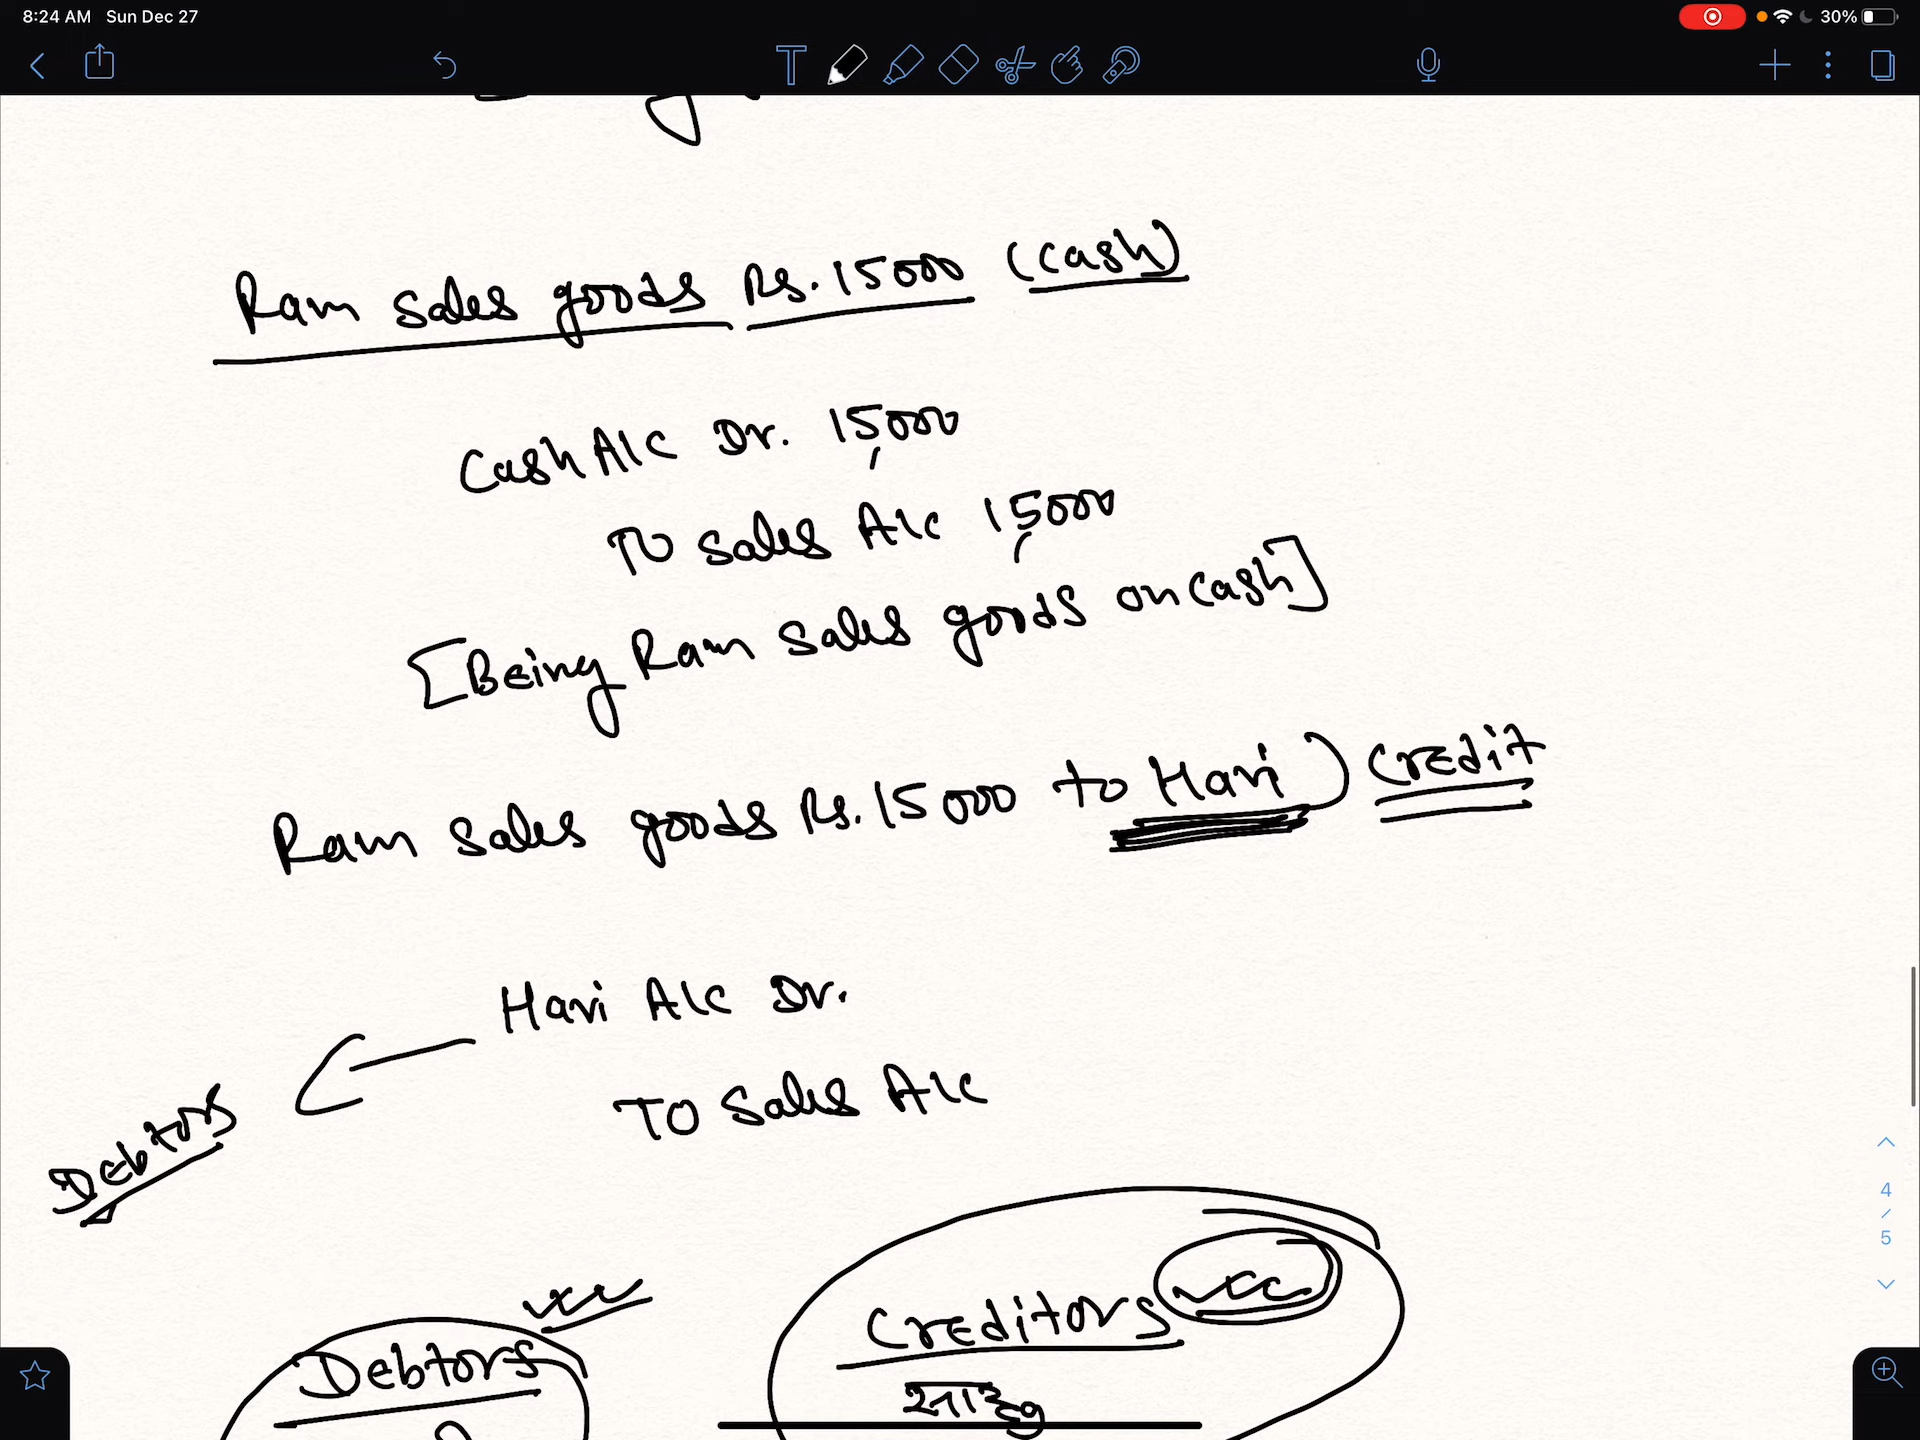 8:24 AM Sun Dec 27
30%
Ram sales goods Rs. 15000 (cash)
Cash A/c Dr. 15,000
To sales A/c 15,000
[Being Ram sales goods on cash]
Ram sales goods Rs. 15000 to Hari) credit
Hari A/c Dr.
To Sales A/c
Debtors
Debtors
Creditors
4
5